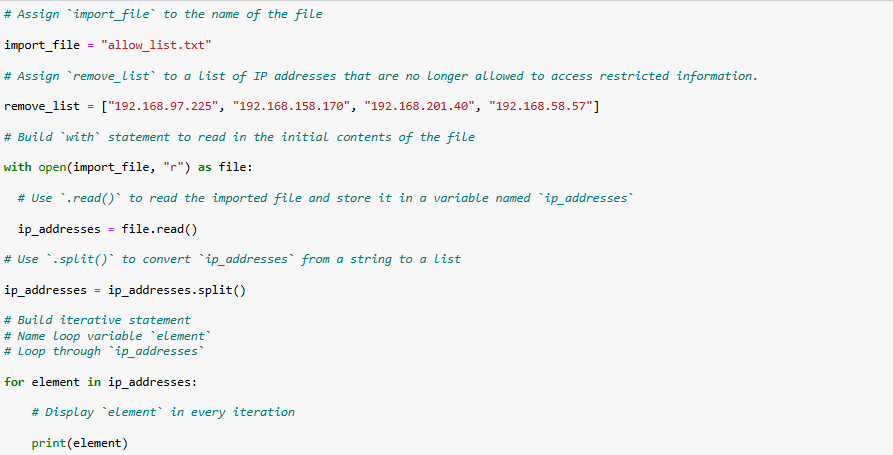 # Assign `import_file` to the name of the file
import_file = "allow_list.txt"
# Assign `remove_list` to a list of IP addresses that are no longer allowed to access restricted information.
remove_list = ["192.168.97.225", "192.168.158.170", "192.168.201.40", "192.168.58.57"]
# Build `with` statement to read in the initial contents of the file
with open(import_file, "r") as file:
  # Use `.read()` to read the imported file and store it in a variable named `ip_addresses`
  ip_addresses = file.read()
# Use `.split()` to convert `ip_addresses` from a string to a list
ip_addresses = ip_addresses.split()
# Build iterative statement
# Name loop variable `element`
# Loop through `ip_addresses`
for element in ip_addresses:
    # Display `element` in every iteration
    print(element)